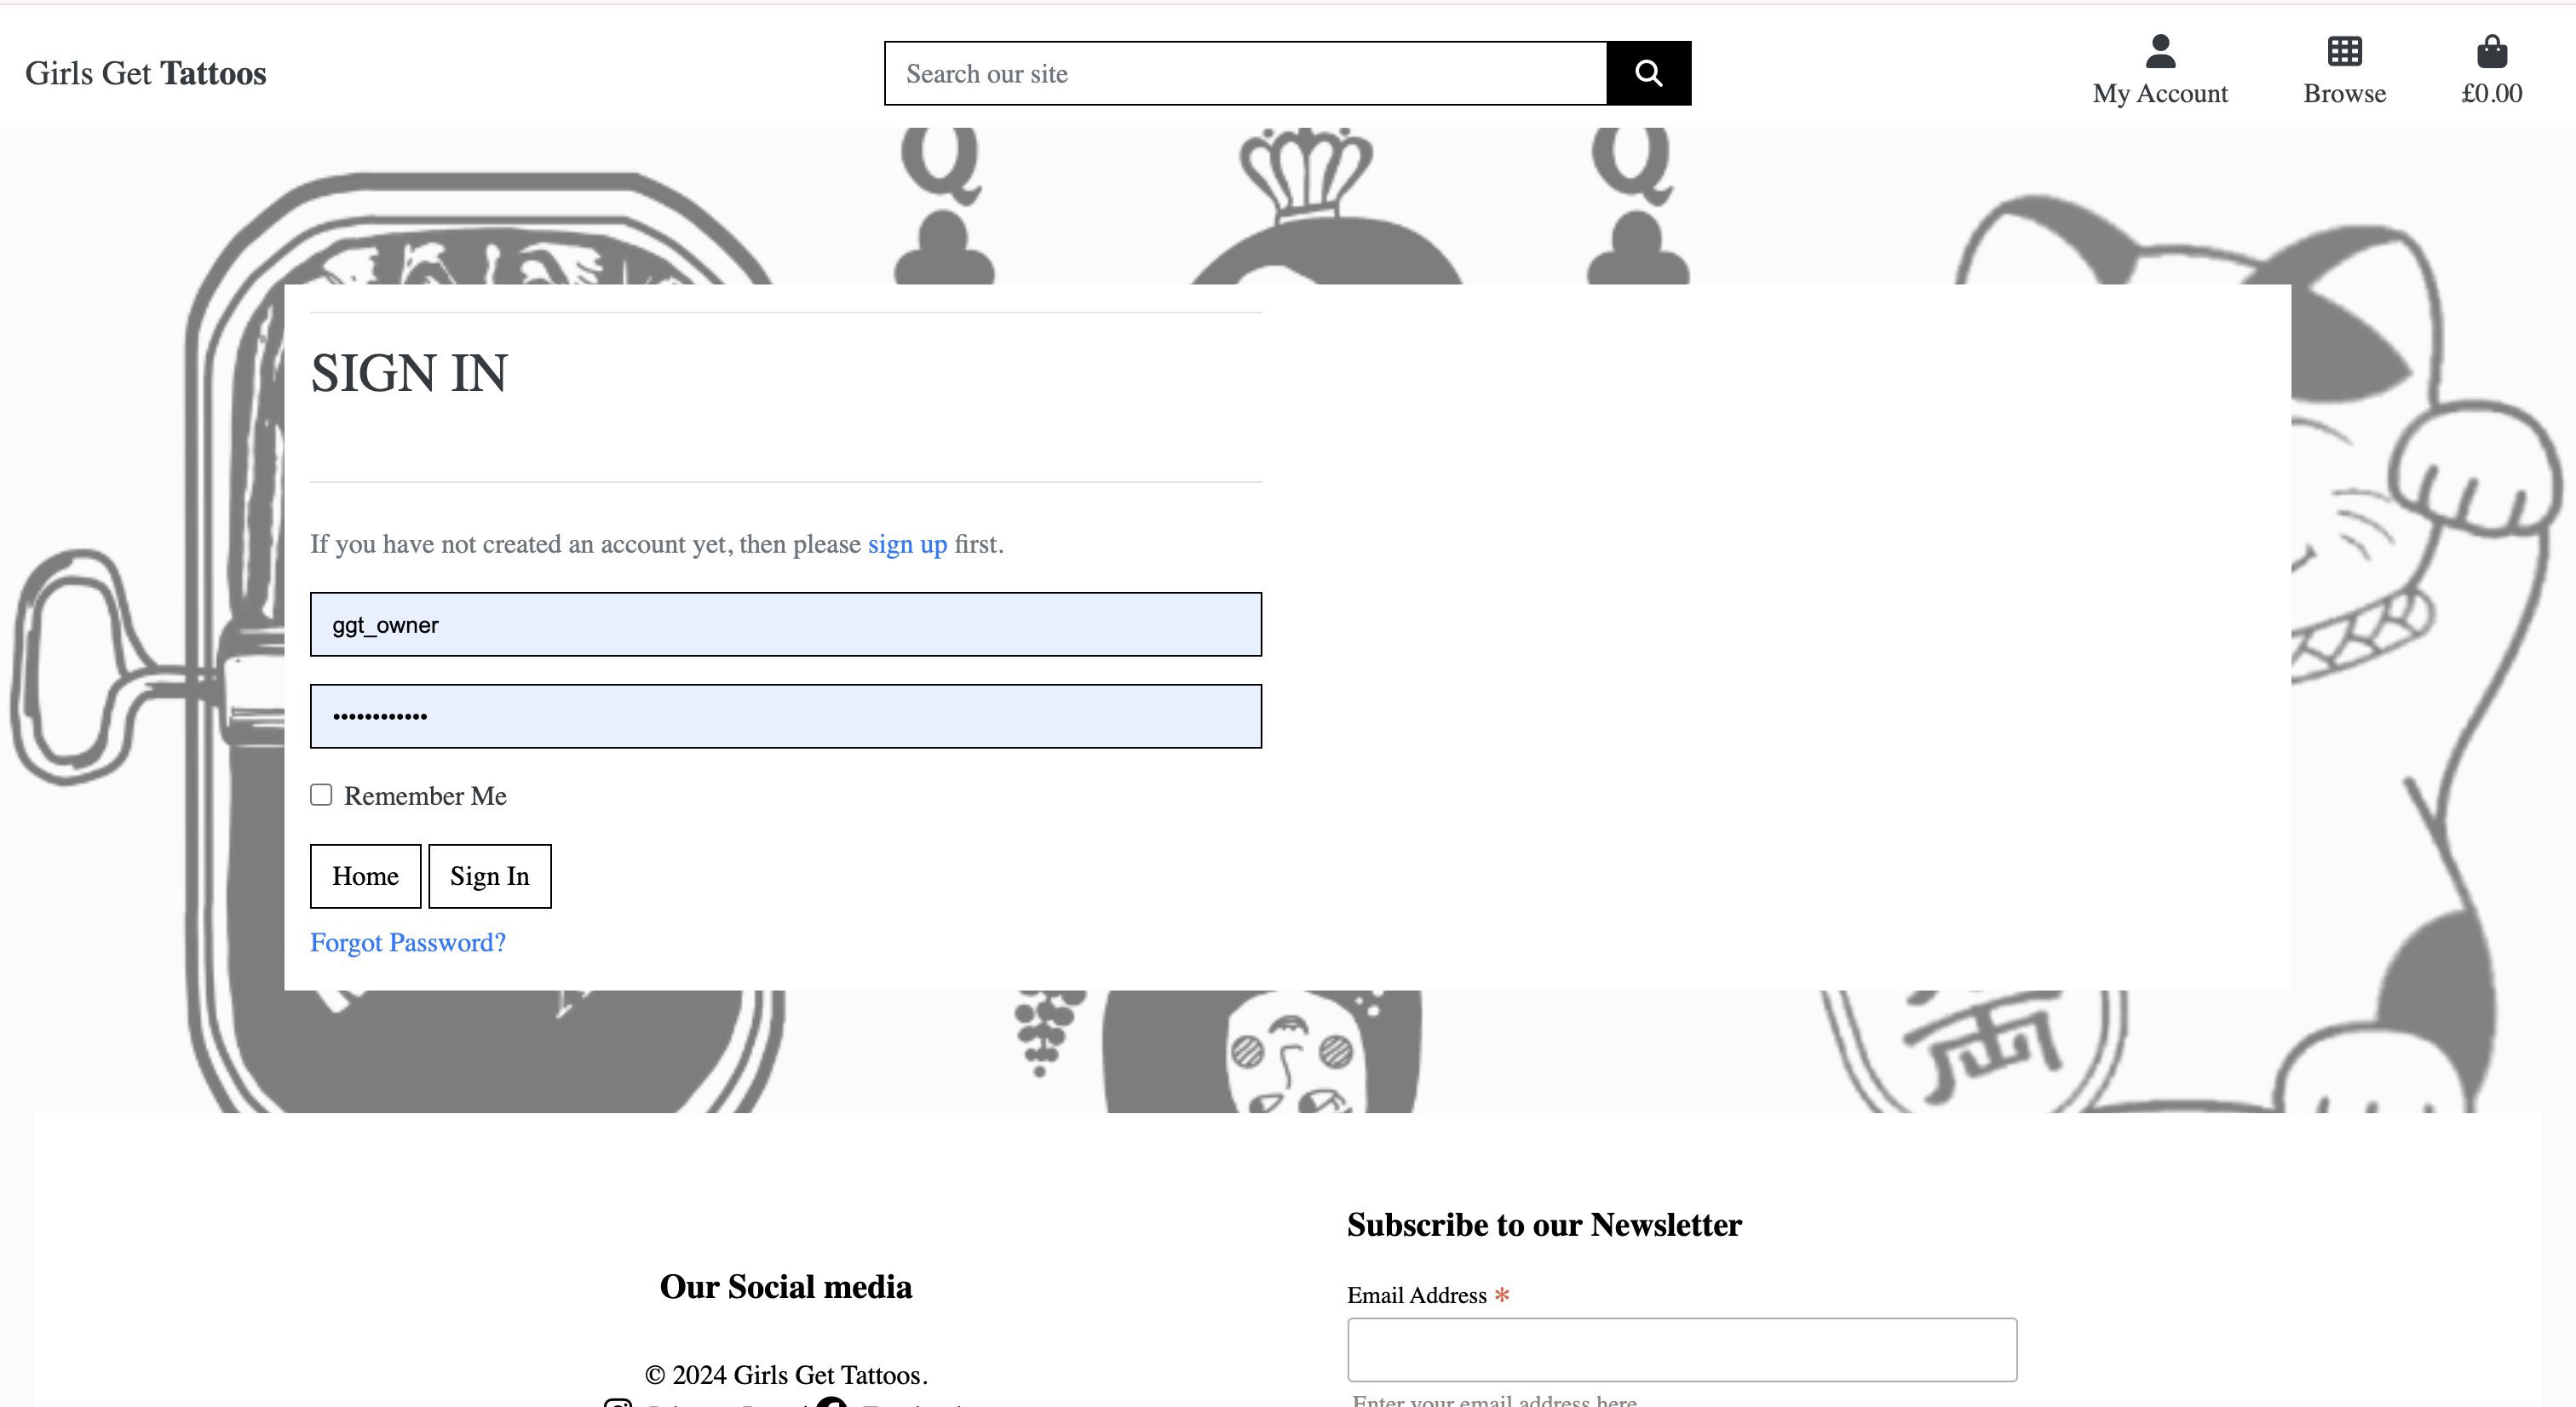 Girls Get Tattoos
Search our site
My Account
Browse
£0.00
Q
Q
SIGN IN
If you have not created an account yet, then please sign up first.
ggt_owner
••••••••••••
Remember Me
Home
Sign In
Forgot Password?
両
Our Social media
© 2024 Girls Get Tattoos.
Subscribe to our Newsletter
Email Address *
Enter your email address here